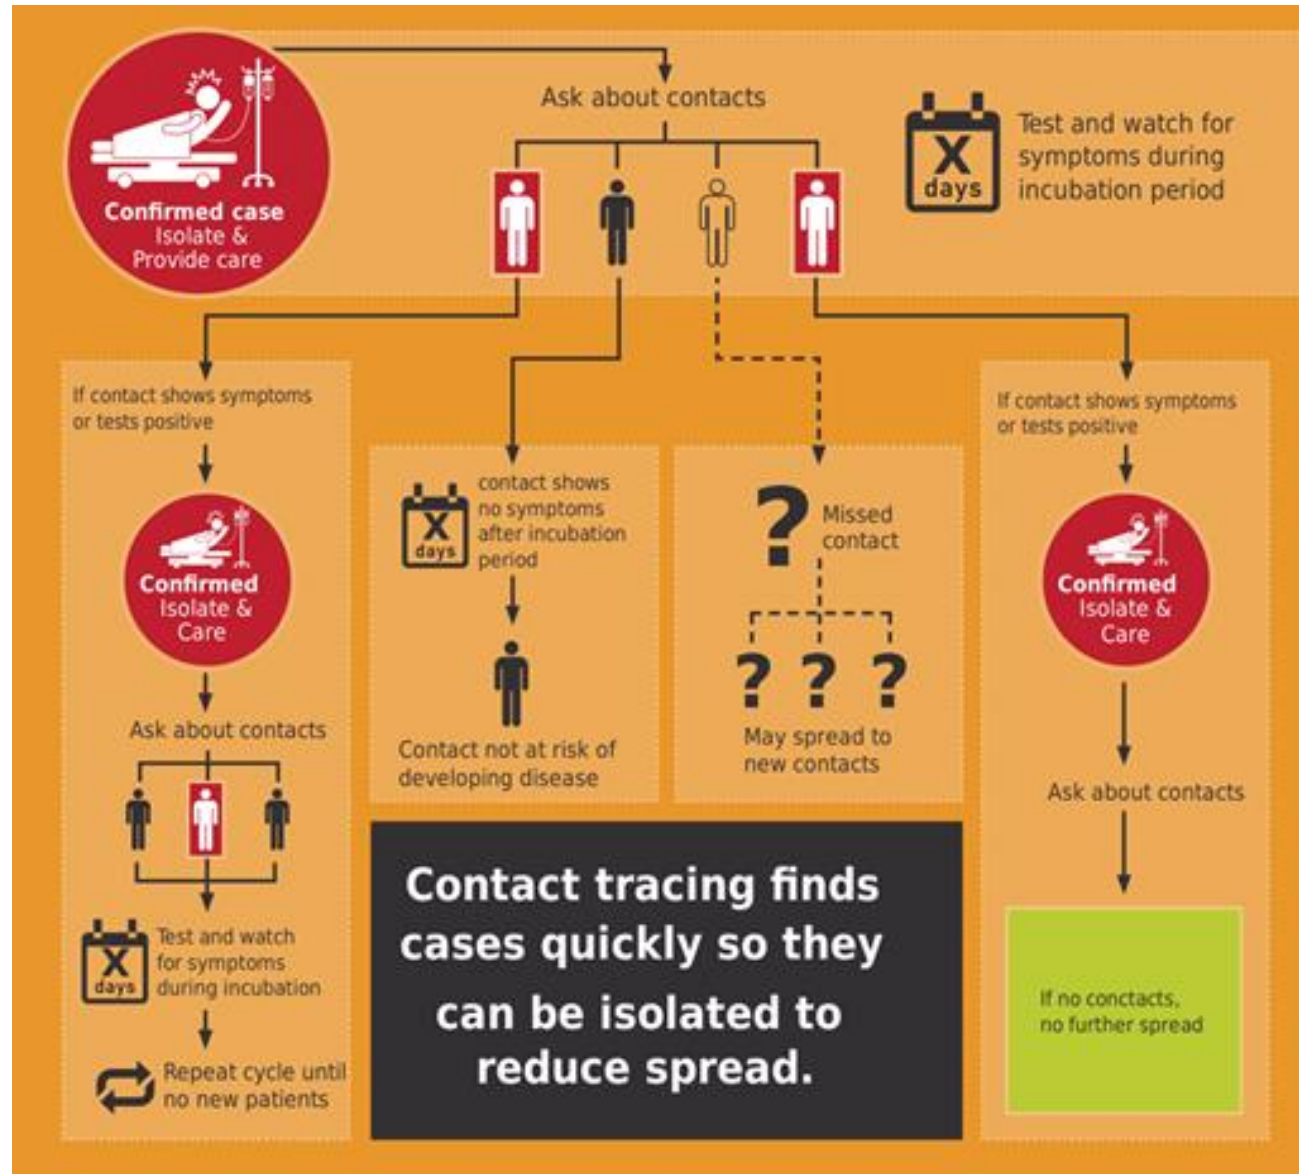 Confirmed case
Isolate &
Provide care
Ask about contacts
X
days
Test and watch for
symptoms during
incubation period
If contact shows symptoms
or tests positive
Confirmed
Isolate &
Care
Ask about contacts
X
days
Test and watch
for symptoms
during incubation
Repeat cycle until
no new patients
X
days
contact shows
no symptoms
after incubation
period
Contact not at risk of
developing disease
?
Missed
contact
? ? ?
May spread to
new contacts
If contact shows symptoms
or tests positive
Confirmed
Isolate &
Care
Ask about contacts
If no conctacts,
no further spread
Contact tracing finds
cases quickly so they
can be isolated to
reduce spread.